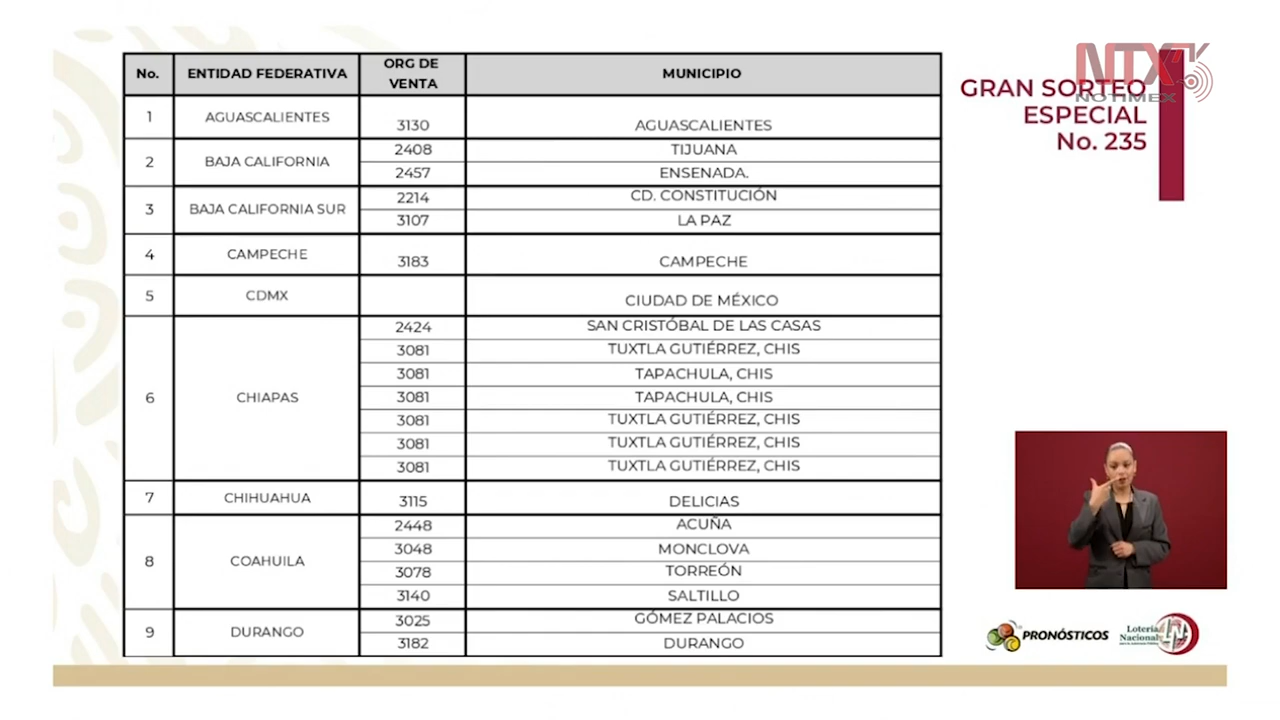 No. ENTIDAD FEDERATIVA ORG DE VENTA MUNICIPIO
1 AGUASCALIENTES 3130 AGUASCALIENTES
2 BAJA CALIFORNIA 2408 TIJUANA
2457 ENSENADA.
3 BAJA CALIFORNIA SUR 2214 CD. CONSTITUCIÓN
3107 LA PAZ
4 CAMPECHE 3183 CAMPECHE
5 CDMX CIUDAD DE MÉXICO
6 CHIAPAS 2424 SAN CRISTÓBAL DE LAS CASAS
3081 TUXTLA GUTIÉRREZ, CHIS
3081 TAPACHULA, CHIS
3081 TAPACHULA, CHIS
3081 TUXTLA GUTIÉRREZ, CHIS
3081 TUXTLA GUTIÉRREZ, CHIS
3081 TUXTLA GUTIÉRREZ, CHIS
7 CHIHUAHUA 3115 DELICIAS
8 COAHUILA 2448 ACUÑA
3048 MONCLOVA
3078 TORREÓN
3140 SALTILLO
9 DURANGO 3025 GÓMEZ PALACIOS
3182 DURANGO
NTX
NOTIMEX
GRAN SORTEO
ESPECIAL
No. 235
PRONÓSTICOS
Lotería
Nacional
LN